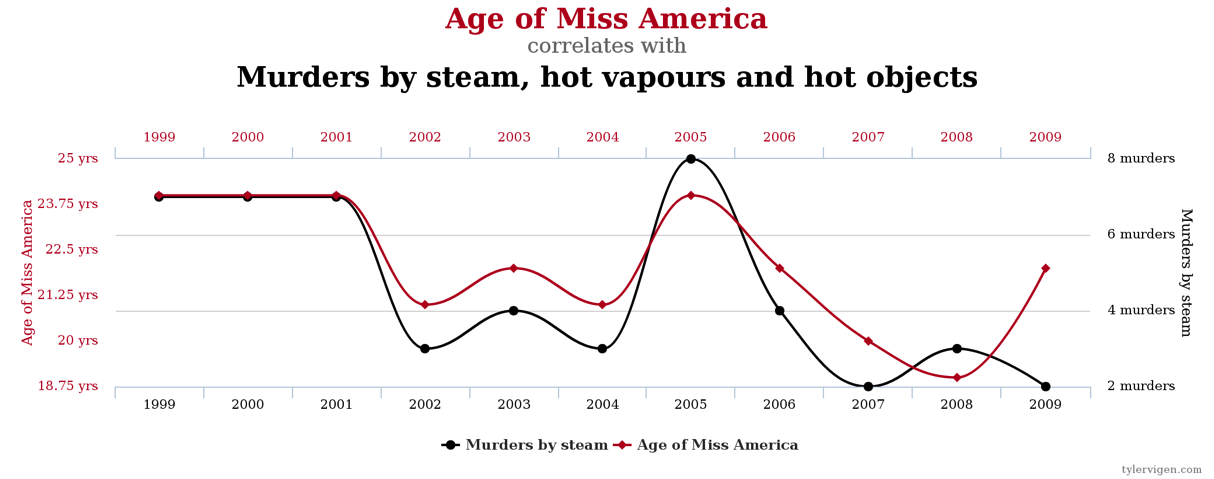 Age of Miss America
correlates with
Murders by steam, hot vapours and hot objects
1999 2000 2001 2002 2003 2004 2005 2006 2007 2008 2009
25 yrs
23.75 yrs
22.5 yrs
21.25 yrs
20 yrs
18.75 yrs
Age of Miss America
8 murders
6 murders
4 murders
2 murders
Murders by steam
1999 2000 2001 2002 2003 2004 2005 2006 2007 2008 2009
Murders by steam Age of Miss America
tylervigen.com